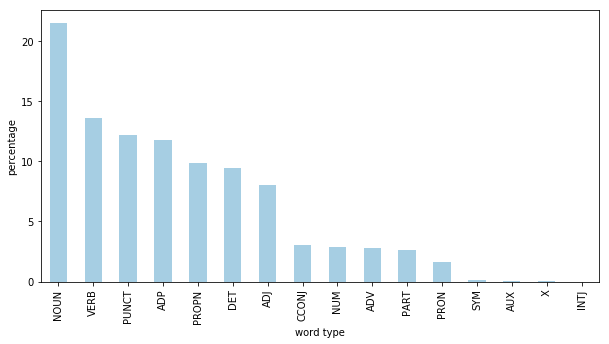 percentage
20
15
10
5
0
NOUN
VERB
PUNCT
ADP
PROPN
DET
ADJ
CCONJ
NUM
ADV
PART
PRON
SYM
AUX
X
INTJ
word type